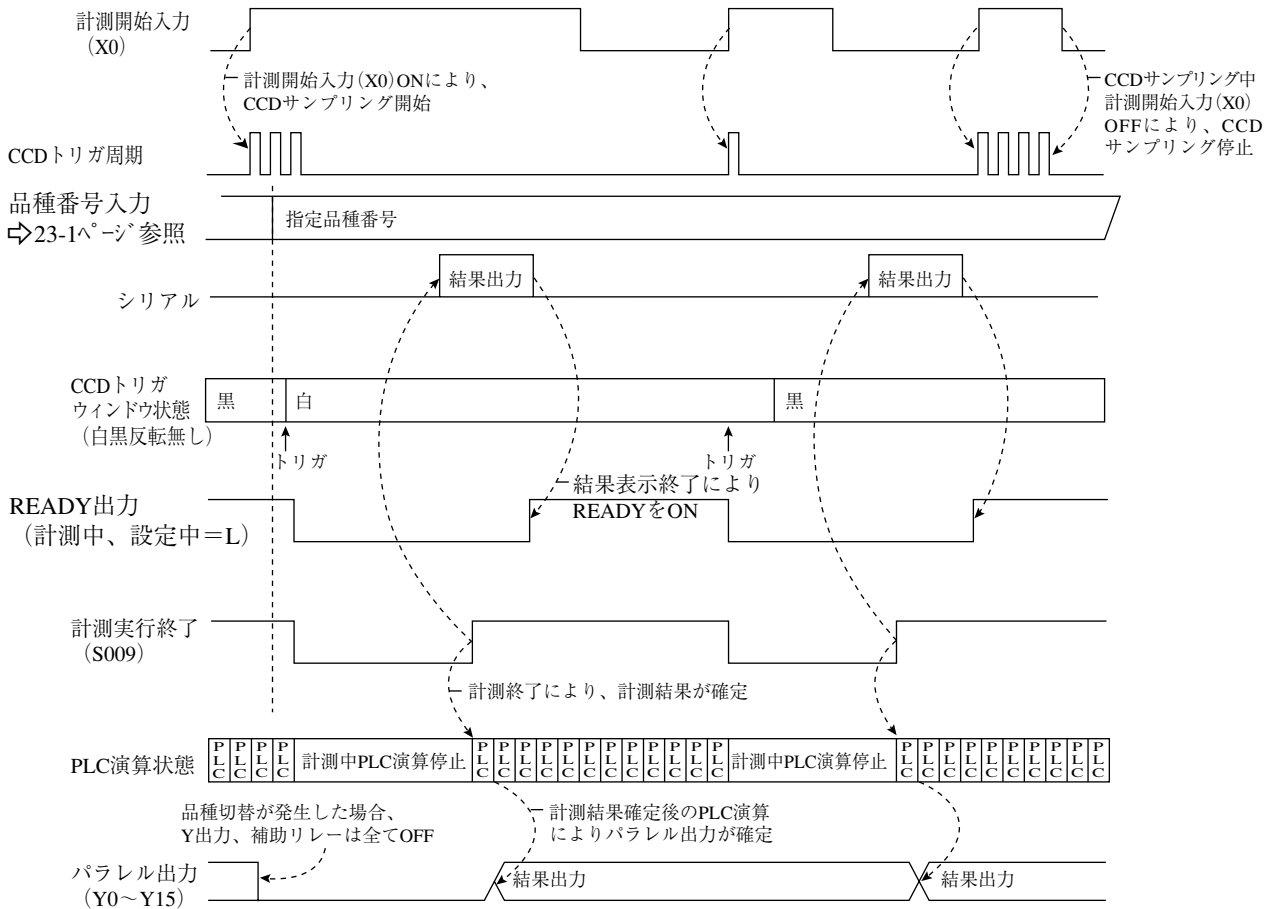 計測開始入力
（X0）
計測開始入力（X0）ONにより、
CCDサンプリング開始
CCDサンプリング中
計測開始入力（X0）
OFFにより、CCD
サンプリング停止
CCDトリガ周期
品種番号入力
⇨23-1ページ参照
指定品種番号
シリアル
結果出力
結果出力
CCDトリガ
ウィンドウ状態
（白黒反転無し）
黒
白
黒
トリガ
トリガ
結果表示終了により
READYをON
READY出力
（計測中、設定中＝L）
計測実行終了
（S009）
計測終了により、計測結果が確定
PLC演算状態
PLC PLC PLC PLC 計測中PLC演算停止 PLC PLC PLC PLC PLC PLC PLC PLC PLC PLC PLC 計測中PLC演算停止 PLC PLC PLC PLC PLC PLC PLC PLC PLC
品種切替が発生した場合、
Y出力、補助リレーは全てOFF
計測結果確定後のPLC演算
によりパラレル出力が確定
パラレル出力
（Y0～Y15）
結果出力
結果出力